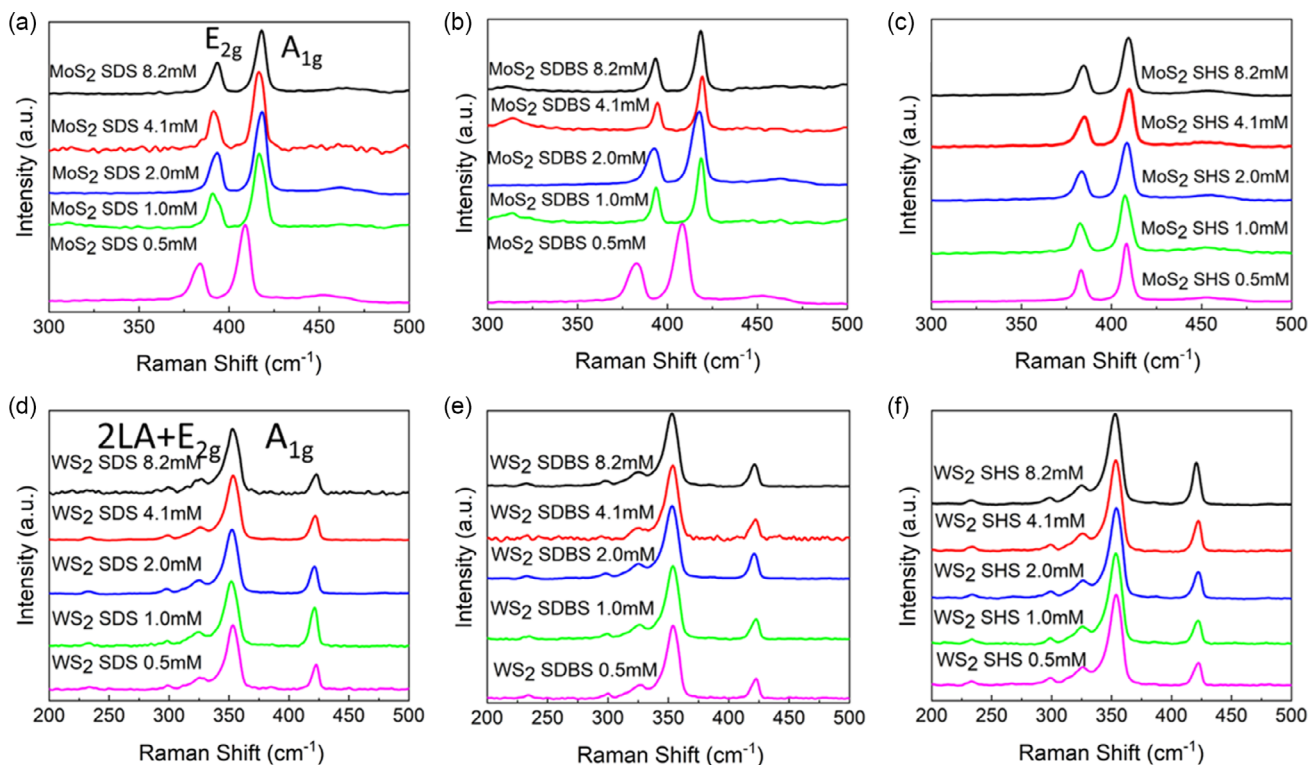 (a)
E2g A1g
MoS2 SDS 8.2mM
MoS2 SDS 4.1mM
MoS2 SDS 2.0mM
MoS2 SDS 1.0mM
MoS2 SDS 0.5mM
Intensity (a.u.)
300 350 400 450 500
Raman Shift (cm-1)
(b)
MoS2 SDBS 8.2mM
MoS2 SDBS 4.1mM
MoS2 SDBS 2.0mM
MoS2 SDBS 1.0mM
MoS2 SDBS 0.5mM
Intensity (a.u.)
300 350 400 450 500
Raman Shift (cm-1)
(c)
MoS2 SHS 8.2mM
MoS2 SHS 4.1mM
MoS2 SHS 2.0mM
MoS2 SHS 1.0mM
MoS2 SHS 0.5mM
Intensity (a.u.)
300 350 400 450 500
Raman Shift (cm-1)
(d)
2LA+E2g A1g
WS2 SDS 8.2mM
WS2 SDS 4.1mM
WS2 SDS 2.0mM
WS2 SDS 1.0mM
WS2 SDS 0.5mM
Intensity (a.u.)
200 250 300 350 400 450 500
Raman Shift (cm-1)
(e)
WS2 SDBS 8.2mM
WS2 SDBS 4.1mM
WS2 SDBS 2.0mM
WS2 SDBS 1.0mM
WS2 SDBS 0.5mM
Intensity (a.u.)
200 250 300 350 400 450 500
Raman Shift (cm-1)
(f)
WS2 SHS 8.2mM
WS2 SHS 4.1mM
WS2 SHS 2.0mM
WS2 SHS 1.0mM
WS2 SHS 0.5mM
Intensity (a.u.)
200 250 300 350 400 450 500
Raman Shift (cm-1)